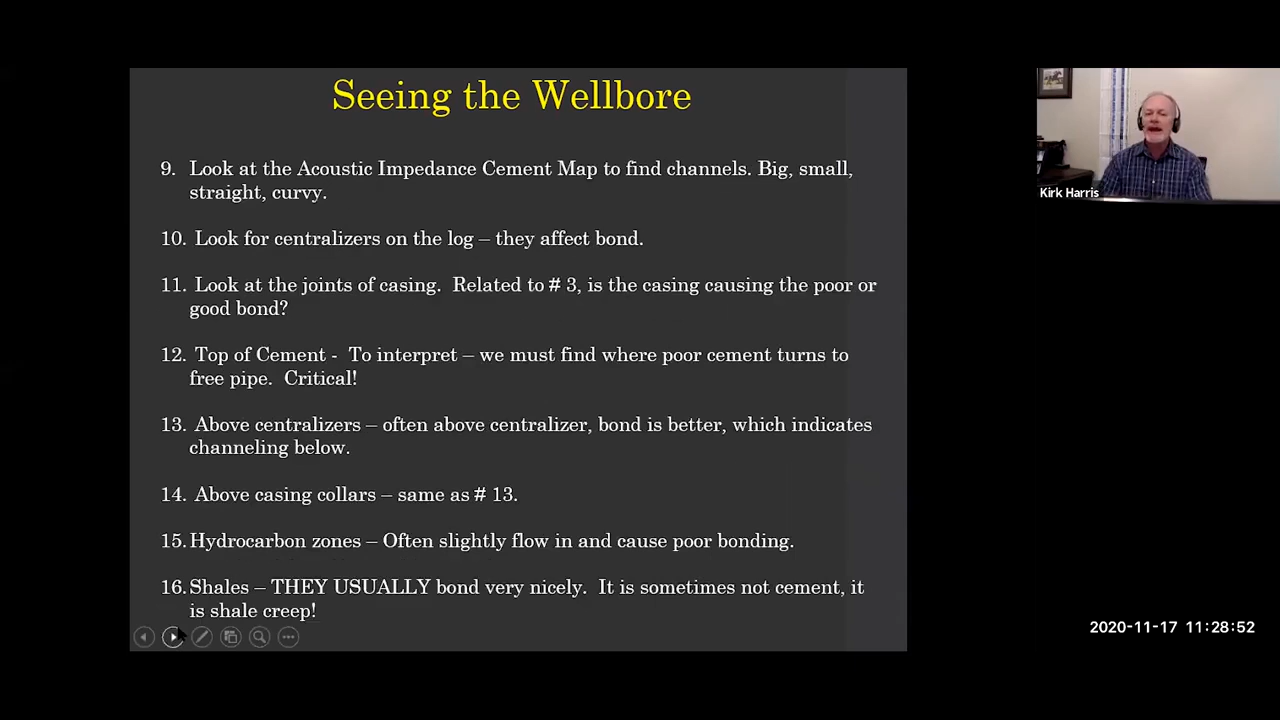 Seeing the Wellbore
9. Look at the Acoustic Impedance Cement Map to find channels. Big, small,
straight, curvy.
10. Look for centralizers on the log – they affect bond.
11. Look at the joints of casing. Related to # 3, is the casing causing the poor or
good bond?
12. Top of Cement - To interpret – we must find where poor cement turns to
free pipe. Critical!
13. Above centralizers – often above centralizer, bond is better, which indicates
channeling below.
14. Above casing collars – same as # 13.
15. Hydrocarbon zones – Often slightly flow in and cause poor bonding.
16. Shales – THEY USUALLY bond very nicely. It is sometimes not cement, it
is shale creep!
Kirk Harris
2020-11-17 11:28:52